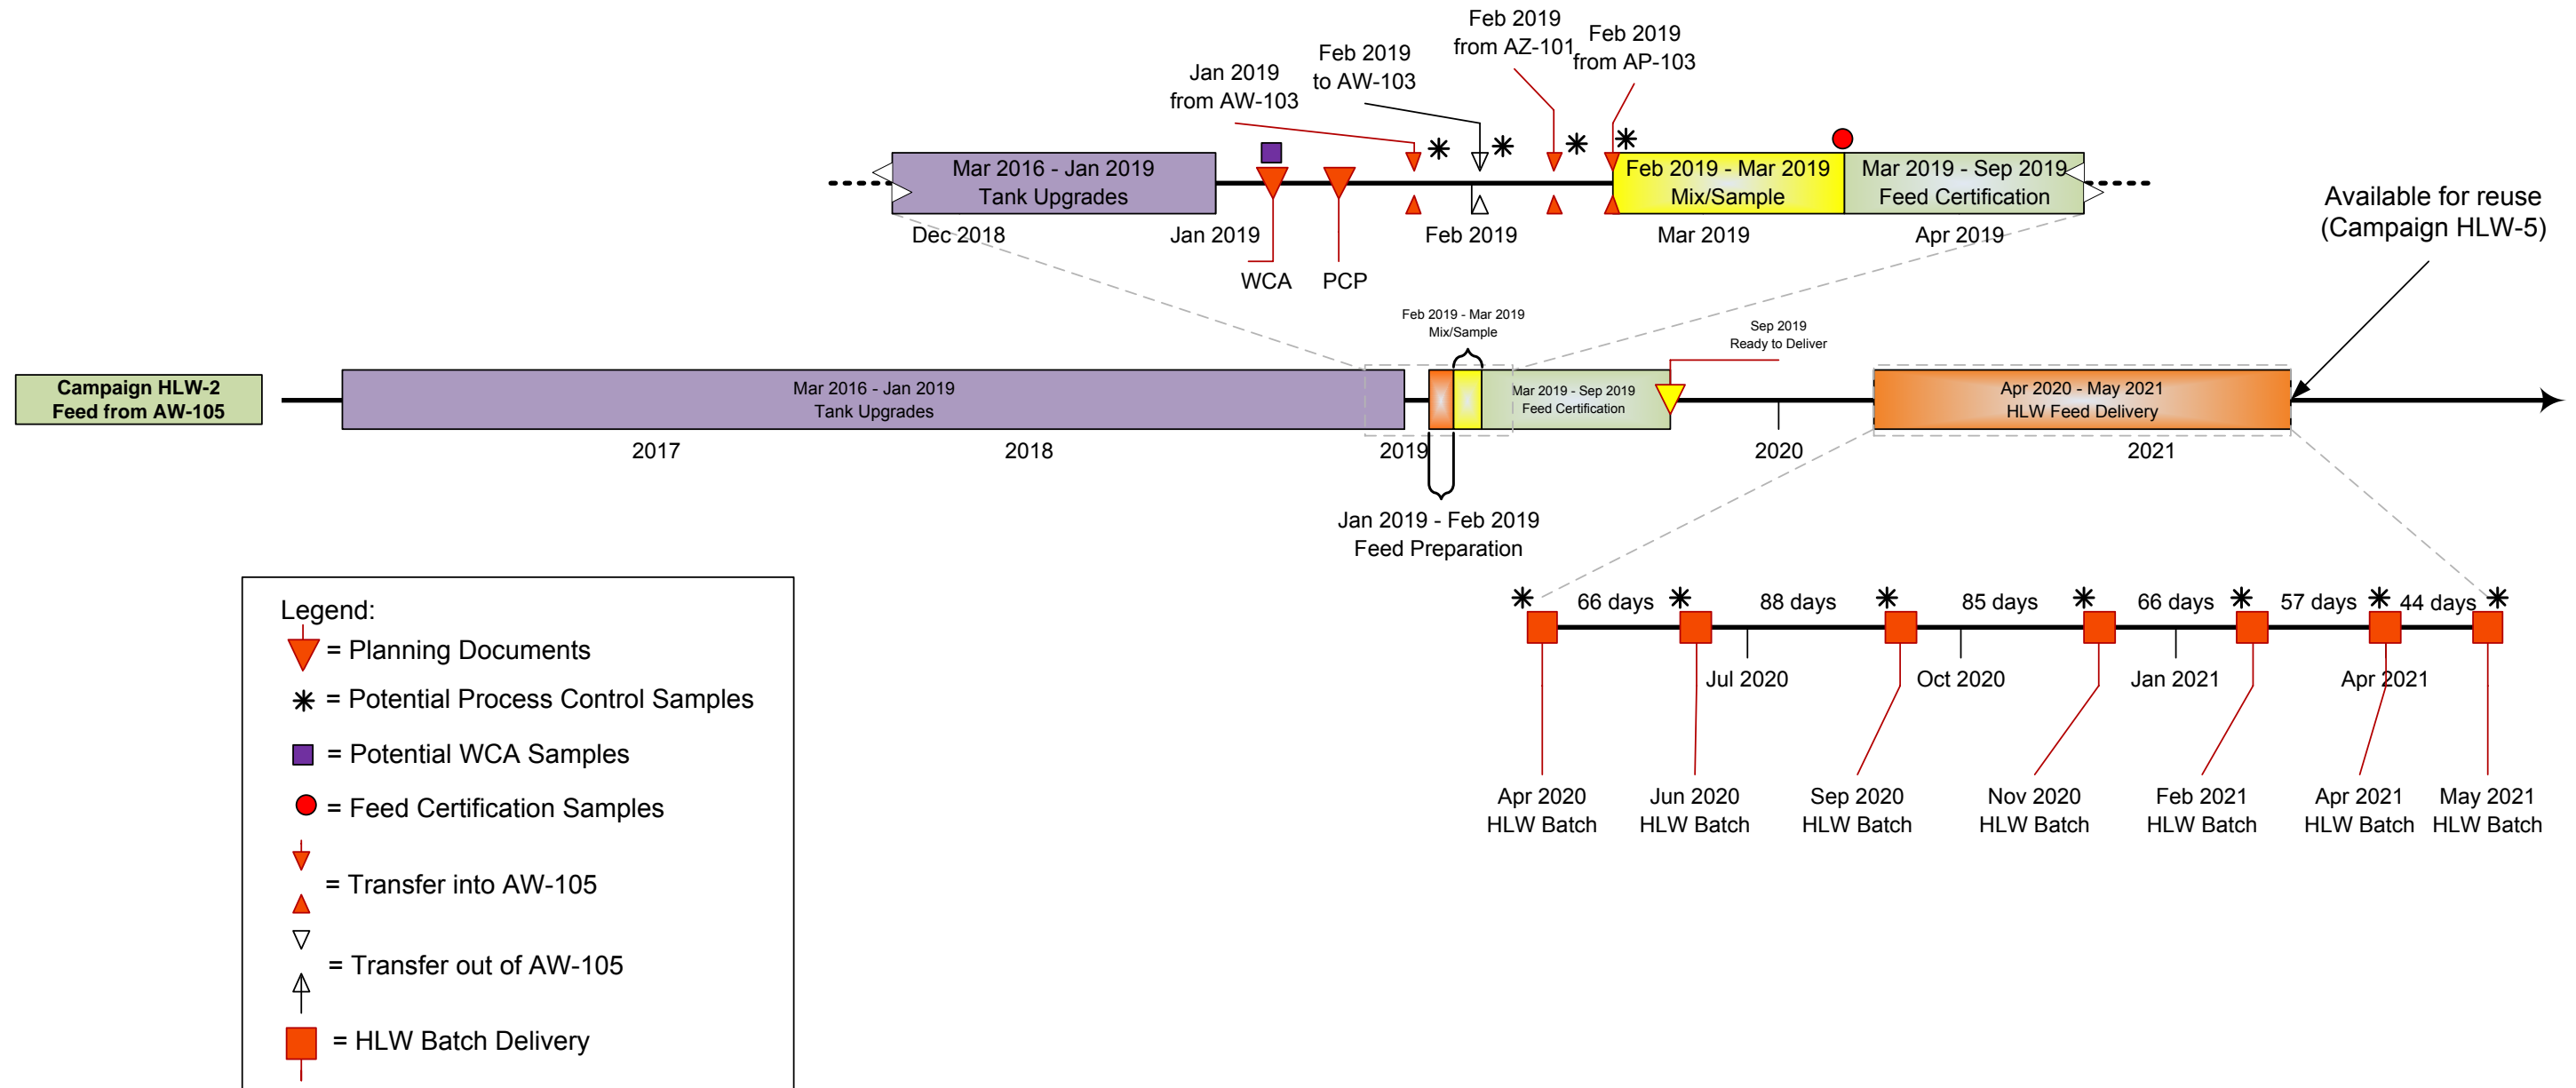 Feb 2019
from AZ-101
Feb 2019
from AP-103
Feb 2019
to AW-103
Jan 2019
from AW-103
Mar 2016 - Jan 2019
Tank Upgrades
Feb 2019 - Mar 2019
Mix/Sample
Mar 2019 - Sep 2019
Feed Certification
Dec 2018
Jan 2019
Feb 2019
Mar 2019
Apr 2019
WCA
PCP
Available for reuse
(Campaign HLW-5)
Feb 2019 - Mar 2019
Mix/Sample
Sep 2019
Ready to Deliver
Campaign HLW-2
Feed from AW-105
Mar 2016 - Jan 2019
Tank Upgrades
Mar 2019 - Sep 2019
Feed Certification
Apr 2020 - May 2021
HLW Feed Delivery
2017
2018
2019
2020
2021
Jan 2019 - Feb 2019
Feed Preparation
66 days
88 days
85 days
66 days
57 days
44 days
Jul 2020
Oct 2020
Jan 2021
Apr 2021
Apr 2020
HLW Batch
Jun 2020
HLW Batch
Sep 2020
HLW Batch
Nov 2020
HLW Batch
Feb 2021
HLW Batch
Apr 2021
HLW Batch
May 2021
HLW Batch
Legend:
= Planning Documents
= Potential Process Control Samples
= Potential WCA Samples
= Feed Certification Samples
= Transfer into AW-105
= Transfer out of AW-105
= HLW Batch Delivery